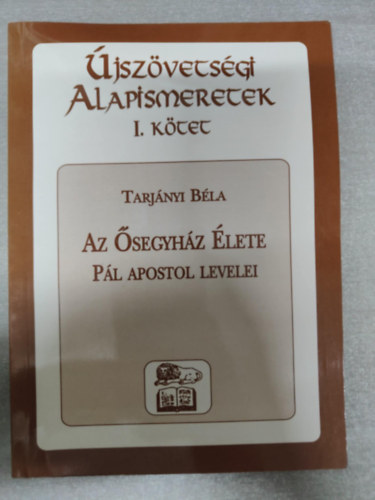 Újszövetségi
Alapismeretek
I. kötet
Tarjányi Béla
Az Ősegyház Élete
Pál apostol levelei